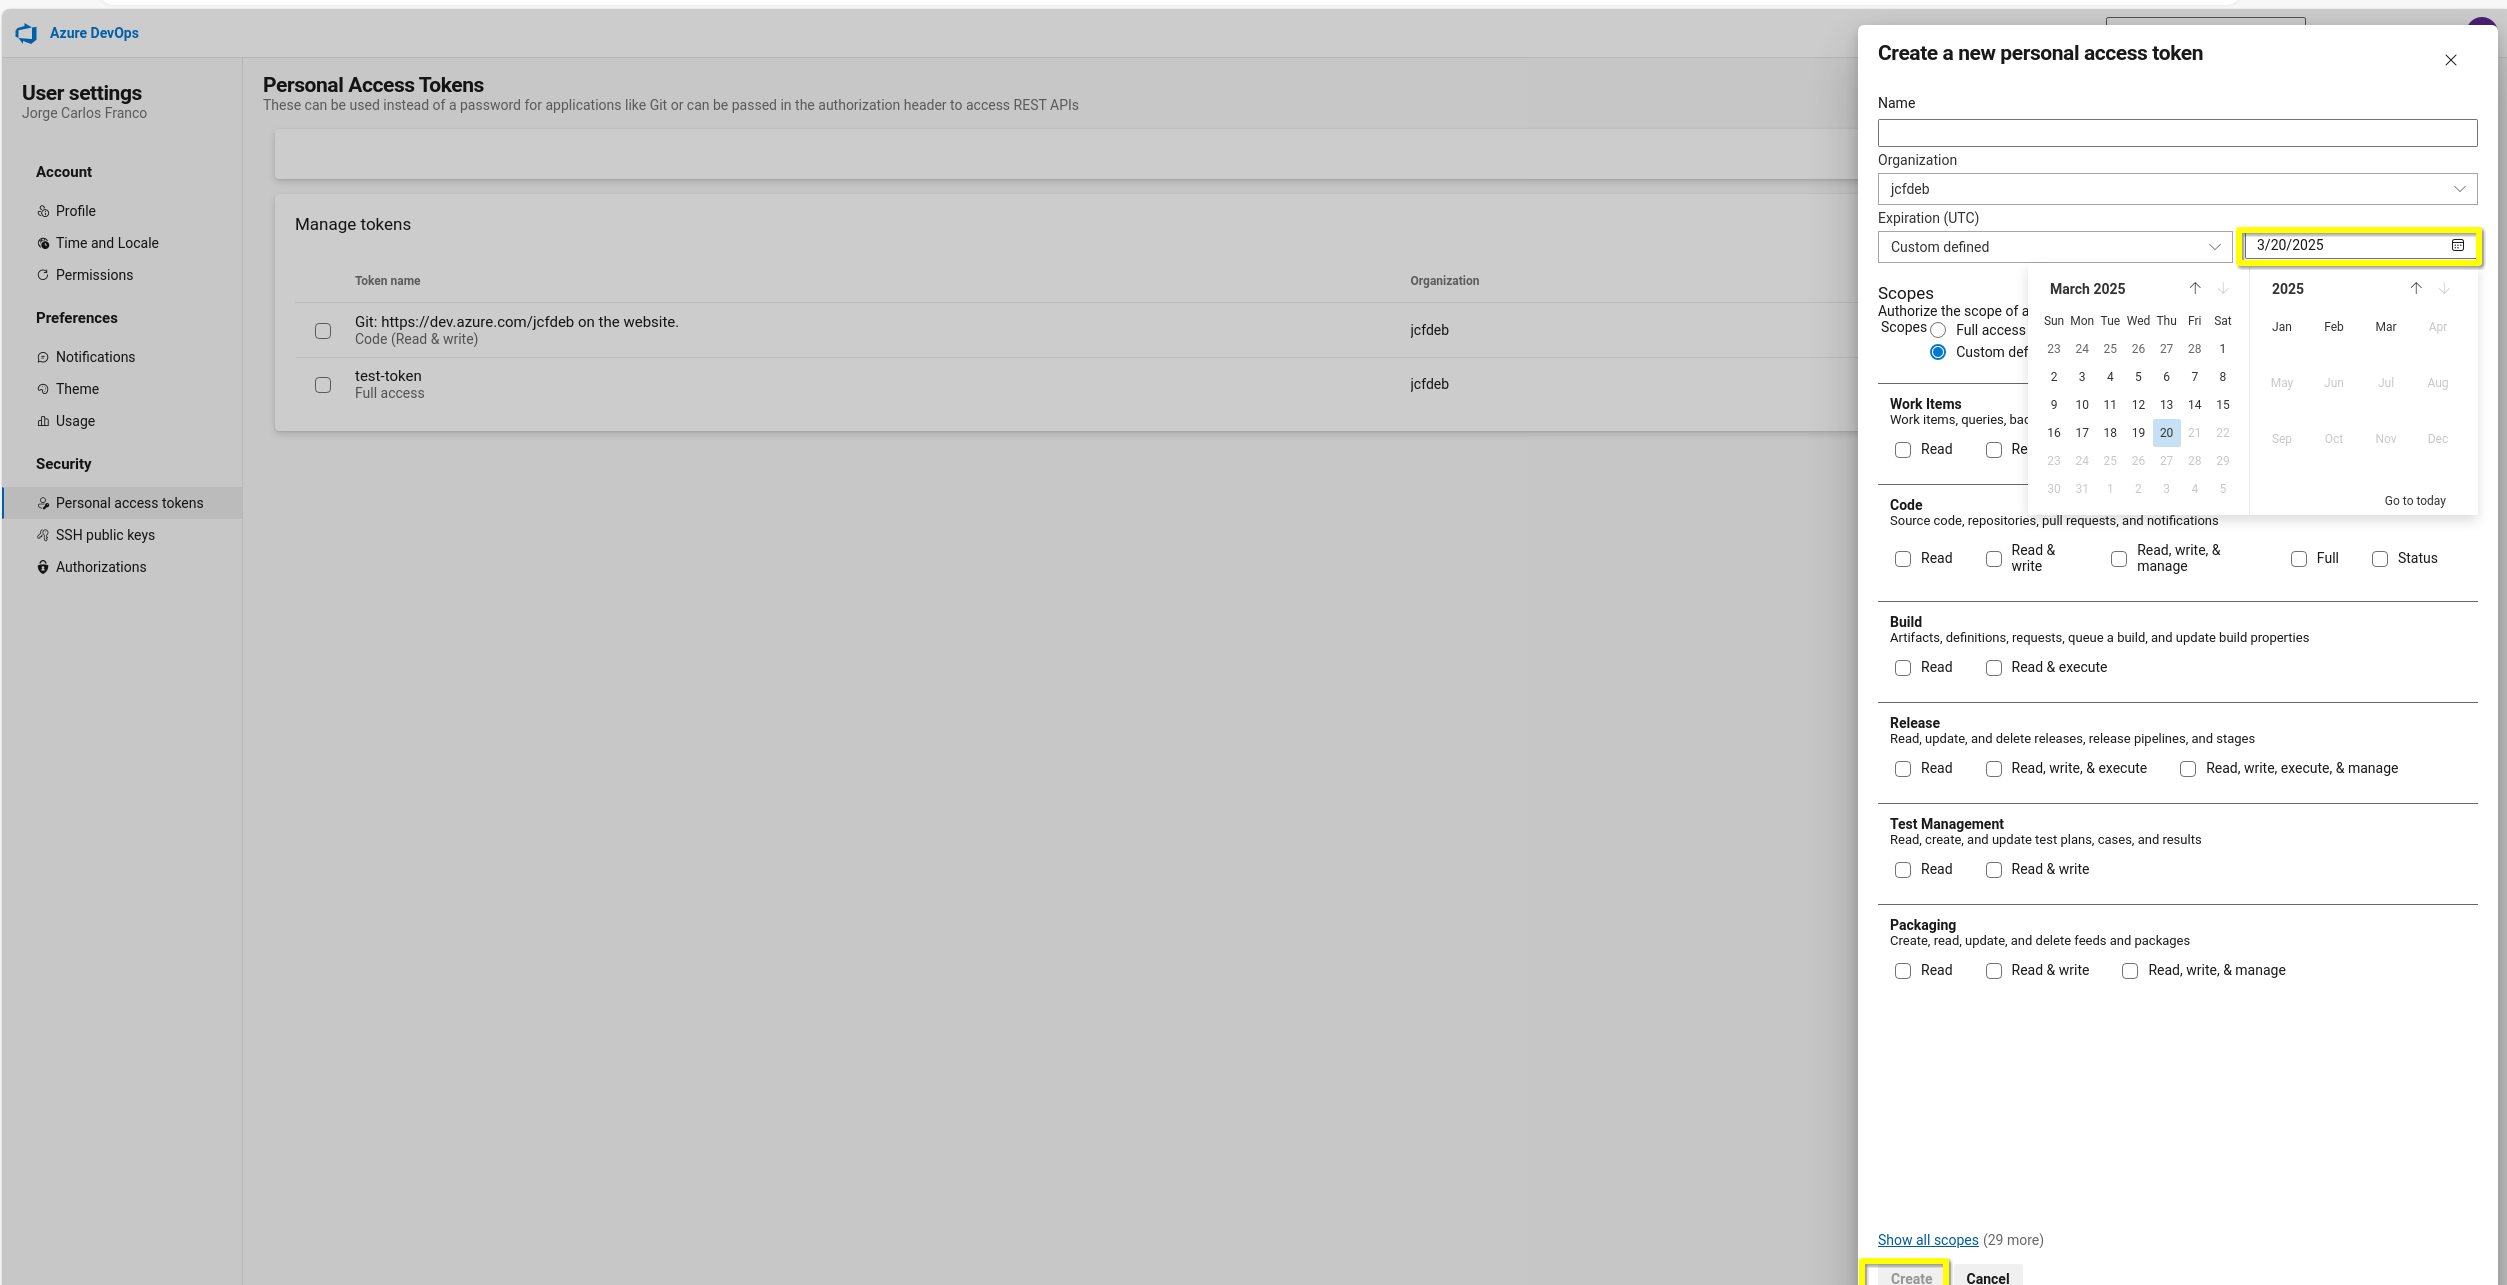 Azure DevOps
User settings
Jorge Carlos Franco
Account
Profile
Time and Locale
Permissions
Preferences
Notifications
Theme
Usage
Security
Personal access tokens
SSH public keys
Authorizations
Personal Access Tokens
These can be used instead of a password for applications like Git or can be passed in the authorization header to access REST APIs
Manage tokens
Token name Organization
Git: https://dev.azure.com/jcfdeb on the website. jcfdeb
Code (Read & write)
test-token jcfdeb
Full access
Create a new personal access token
Name
Organization
jcfdeb
Expiration (UTC)
Custom defined 3/20/2025
March 2025 2025
Sun Mon Tue Wed Thu Fri Sat
23 24 25 26 27 28 1
2 3 4 5 6 7 8
9 10 11 12 13 14 15
16 17 18 19 20 21 22
23 24 25 26 27 28 29
30 31 1 2 3 4 5
Jan Feb Mar Apr
May Jun Jul Aug
Sep Oct Nov Dec
Go to today
Scopes
Authorize the scope of a
Scopes Full access
Custom def
Work Items
Work items, queries, bac
Read Re
Code
Source code, repositories, pull requests, and notifications
Read Read & write Read, write, & manage Full Status
Build
Artifacts, definitions, requests, queue a build, and update build properties
Read Read & execute
Release
Read, update, and delete releases, release pipelines, and stages
Read Read, write, & execute Read, write, execute, & manage
Test Management
Read, create, and update test plans, cases, and results
Read Read & write
Packaging
Create, read, update, and delete feeds and packages
Read Read & write Read, write, & manage
Show all scopes (29 more)
Create Cancel